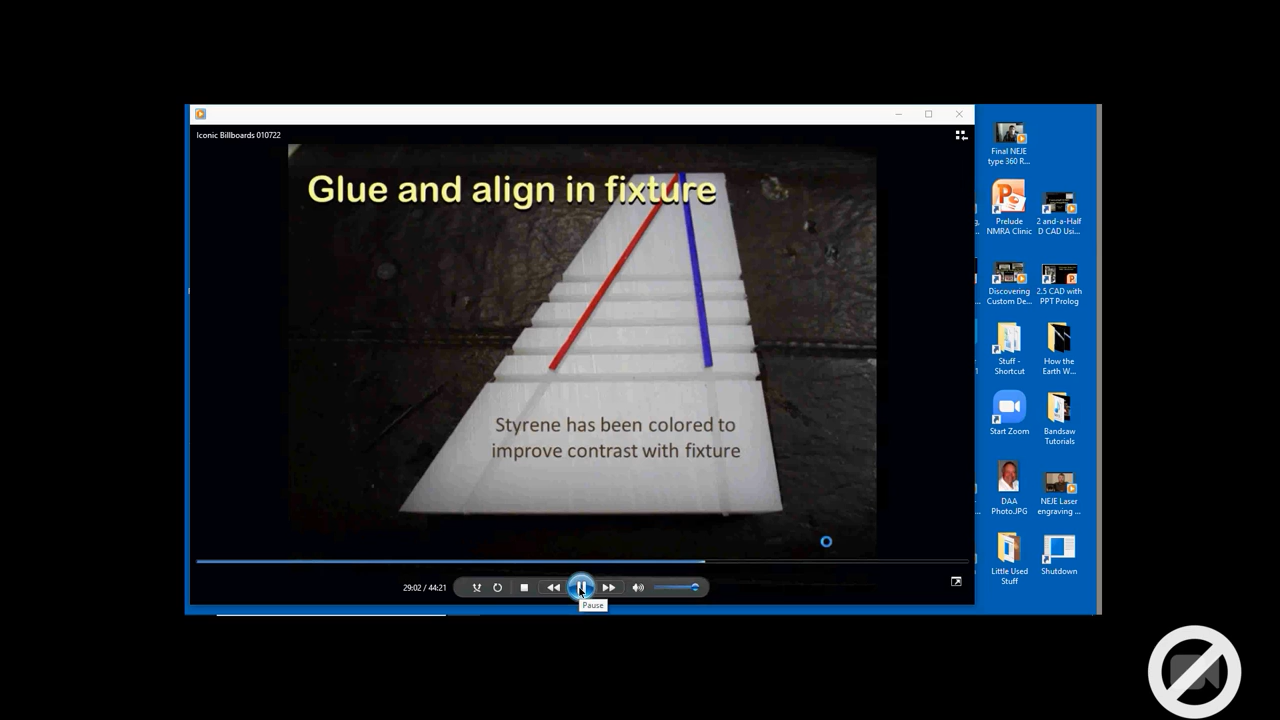 Iconic Billboards 010722
Glue and align in fixture
Styrene has been colored to
improve contrast with fixture
29:02 / 44:21
Pause
Final NEJE
type 360 R...
Prelude
NMRA Clinic
2 and-a-Half
D CAD Usi...
Discovering
Custom De...
2.5 CAD with
PPT Prolog
Stuff -
Shortcut
How the
Earth W...
Start Zoom
Bandsaw
Tutorials
DAA
Photo.JPG
NEJE Laser
engraving ...
Little Used
Stuff
Shutdown